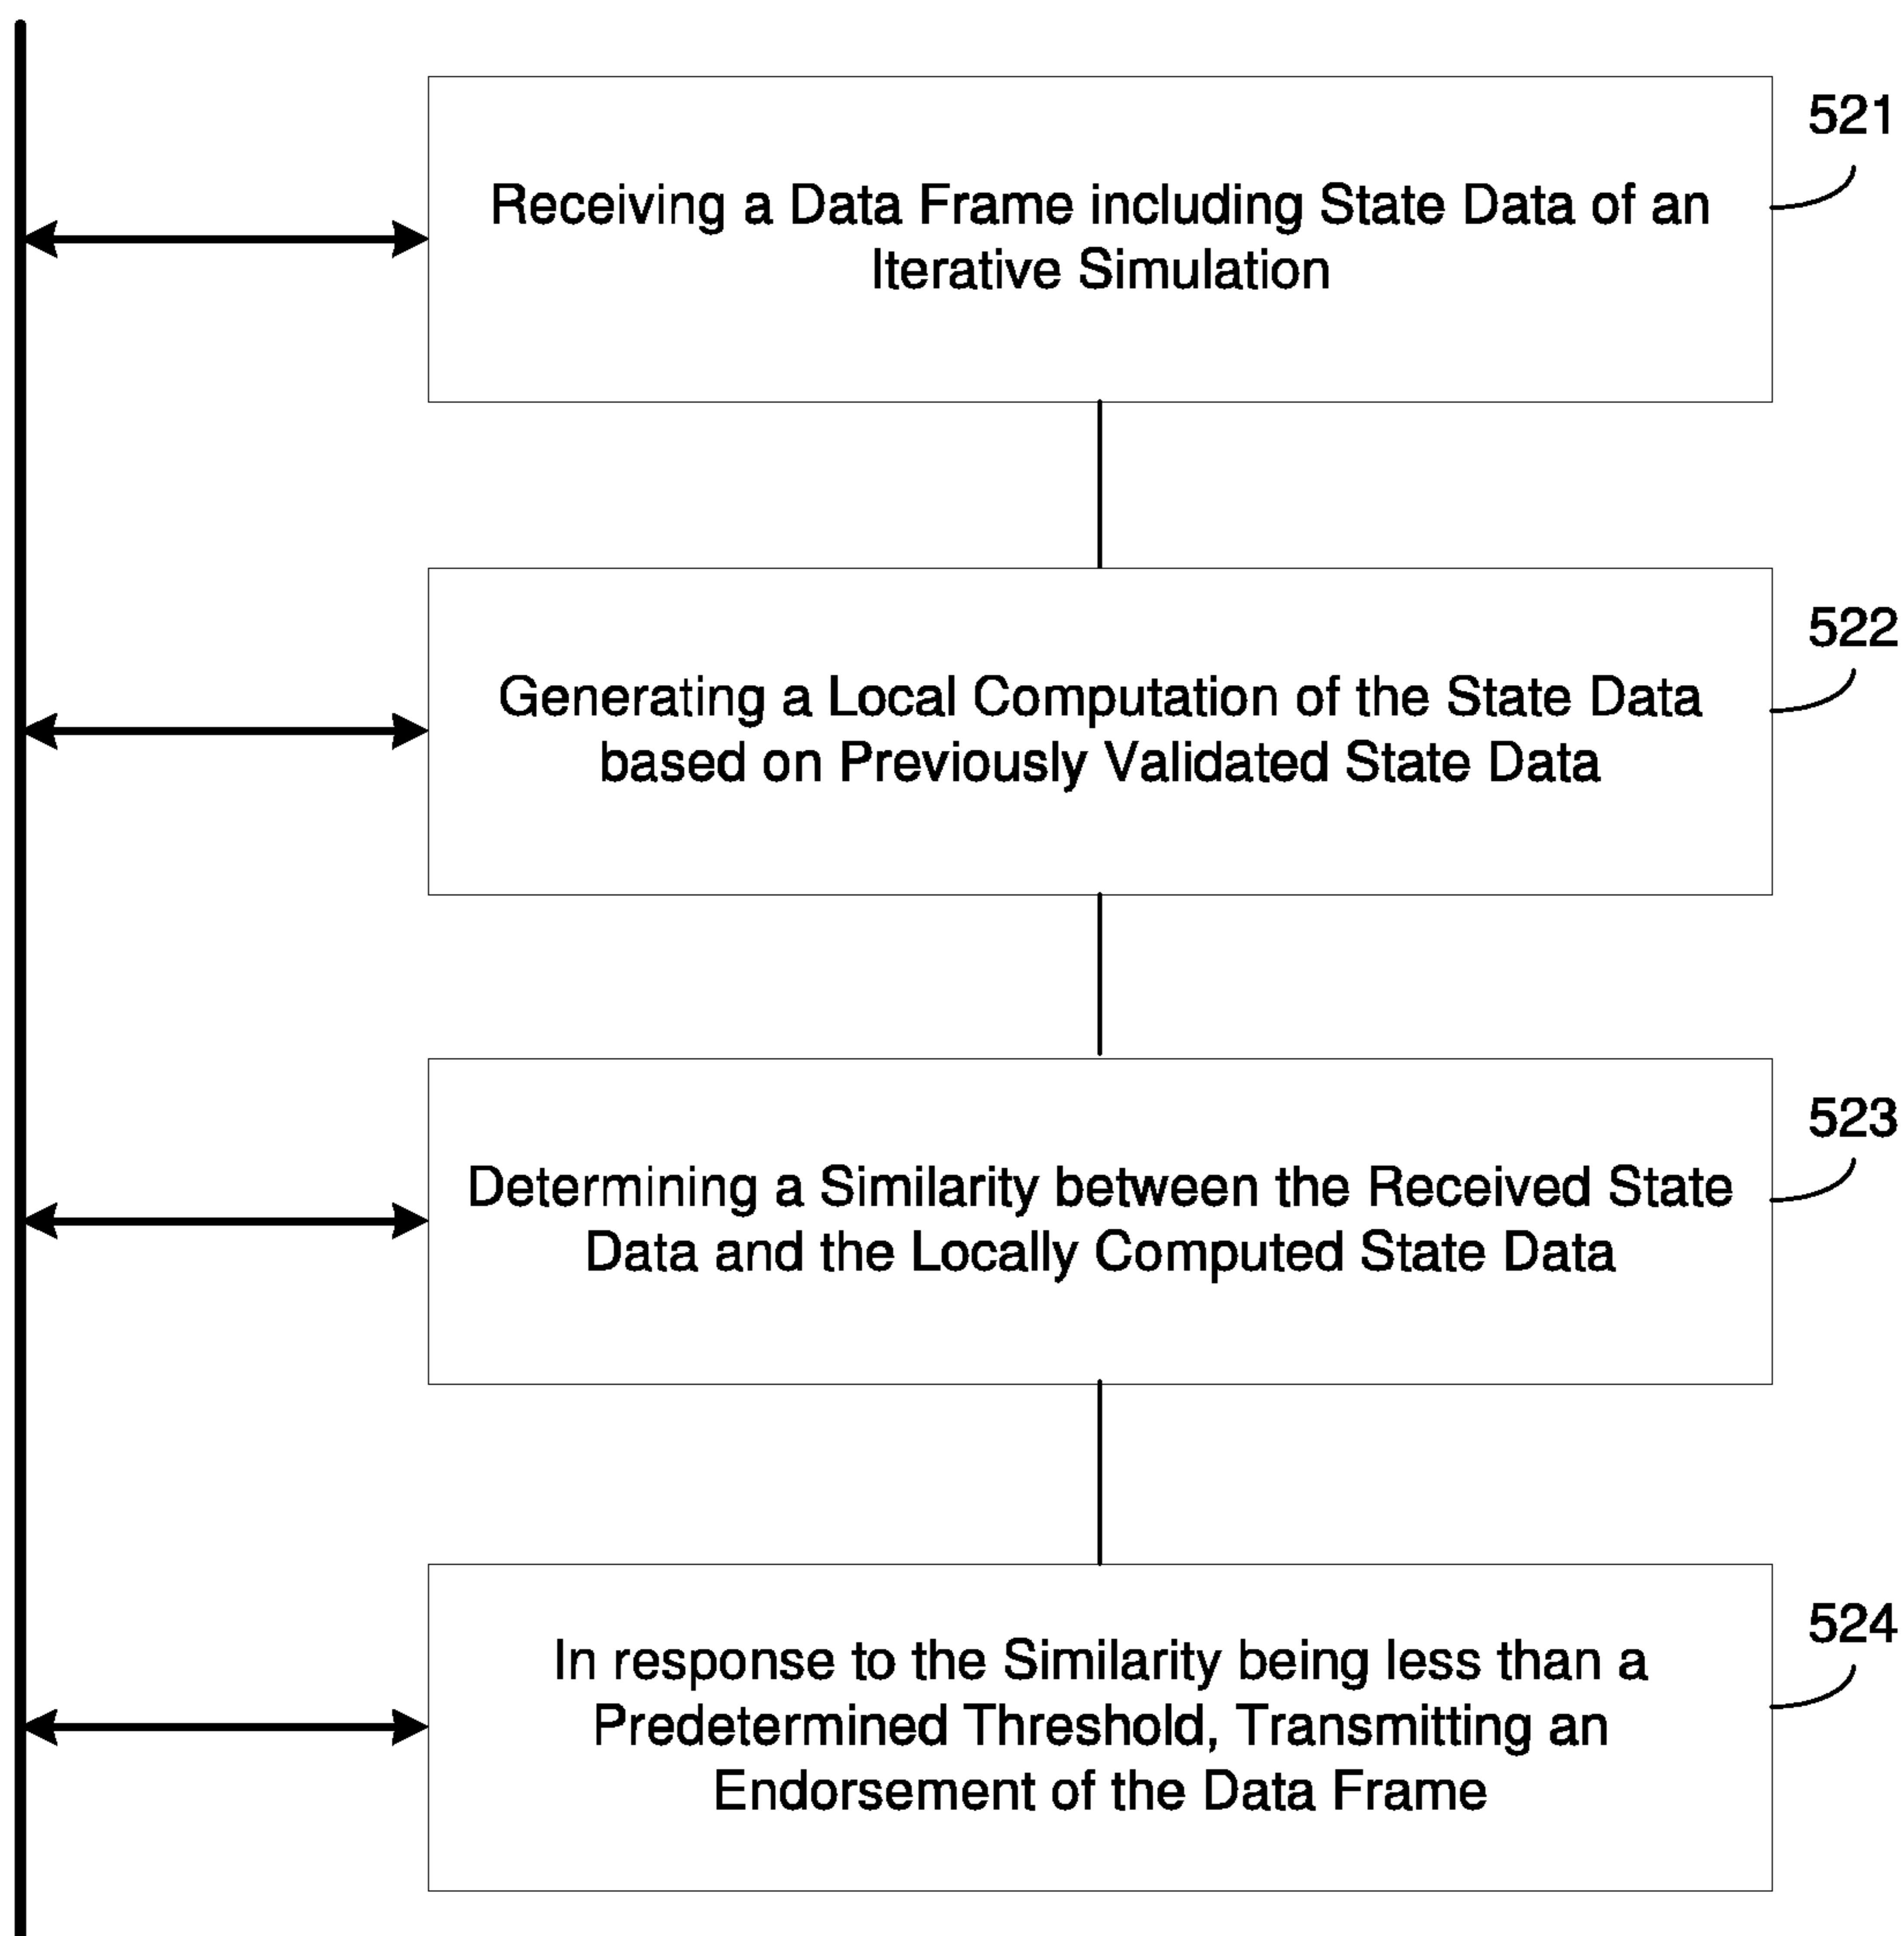 521
Receiving a Data Frame including State Data of an
Iterative Simulation
522
Generating a Local Computation of the State Data
based on Previously Validated State Data
523
Determining a Similarity between the Received State
Data and the Locally Computed State Data
524
In response to the Similarity being less than a
Predetermined Threshold, Transmitting an
Endorsement of the Data Frame